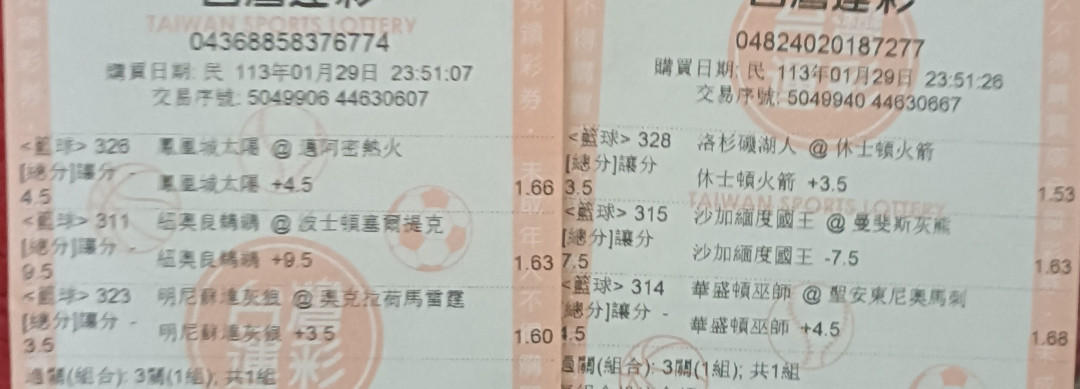 台灣運彩
TAIWAN SPORTS LOTTERY
04368858376774
購買日期: 民 113年01月29日 23:51:07
交易序號: 5049906 44630607
<籃球> 326 鳳凰城太陽 @ 邁阿密熱火
[總分]讓分 -
4.5 鳳凰城太陽 +4.5 1.66
<籃球> 311 紐奧良鵜鶘 @ 波士頓塞爾提克
[總分]讓分 -
9.5 紐奧良鵜鶘 +9.5 1.63
<籃球> 323 明尼蘇達灰狼 @ 奧克拉荷馬雷霆
[總分]讓分 -
3.5 明尼蘇達灰狼 +3.5 1.60
過關(組合): 3關(1組); 共1組
台灣運彩
04824020187277
購買日期: 民 113年01月29日 23:51:26
交易序號: 5049940 44630667
<籃球> 328 洛杉磯湖人 @ 休士頓火箭
[總分]讓分
3.5 休士頓火箭 +3.5 1.53
TAIWAN SPORTS LOTTERY
<籃球> 315 沙加緬度國王 @ 曼斐斯灰熊
[總分]讓分
7.5 沙加緬度國王 -7.5 1.63
<籃球> 314 華盛頓巫師 @ 聖安東尼奧馬刺
[總分]讓分 -
4.5 華盛頓巫師 +4.5 1.68
過關(組合): 3關(1組); 共1組